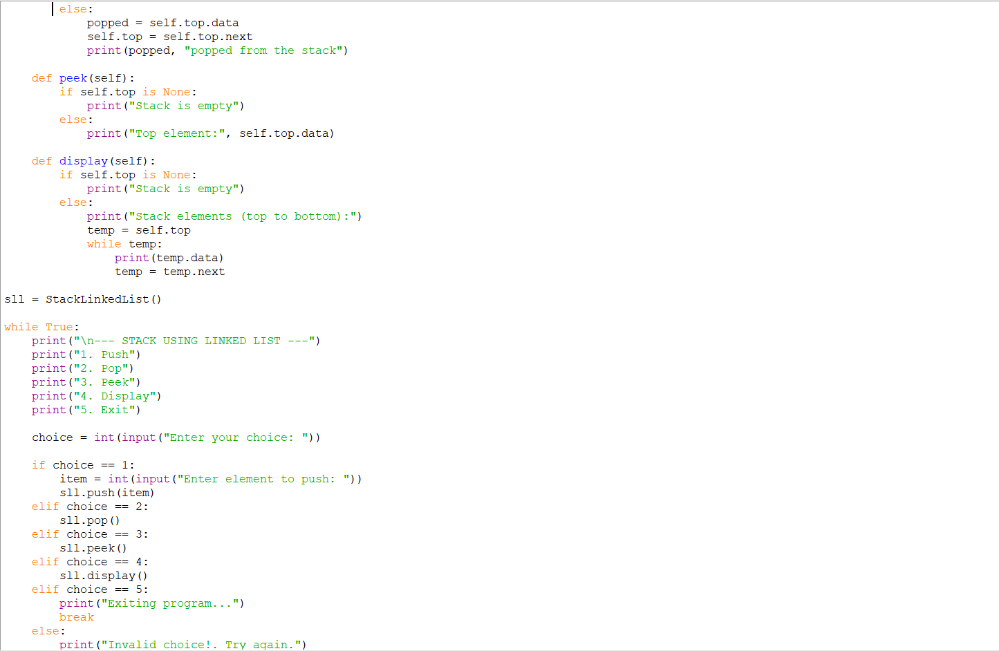 else:
            popped = self.top.data
            self.top = self.top.next
            print(popped, "popped from the stack")

    def peek(self):
        if self.top is None:
            print("Stack is empty")
        else:
            print("Top element:", self.top.data)

    def display(self):
        if self.top is None:
            print("Stack is empty")
        else:
            print("Stack elements (top to bottom):")
            temp = self.top
            while temp:
                print(temp.data)
                temp = temp.next

sll = StackLinkedList()

while True:
    print("\n--- STACK USING LINKED LIST ---")
    print("1. Push")
    print("2. Pop")
    print("3. Peek")
    print("4. Display")
    print("5. Exit")

    choice = int(input("Enter your choice: "))

    if choice == 1:
        item = int(input("Enter element to push: "))
        sll.push(item)
    elif choice == 2:
        sll.pop()
    elif choice == 3:
        sll.peek()
    elif choice == 4:
        sll.display()
    elif choice == 5:
        print("Exiting program...")
        break
    else:
        print("Invalid choice!. Try again.")